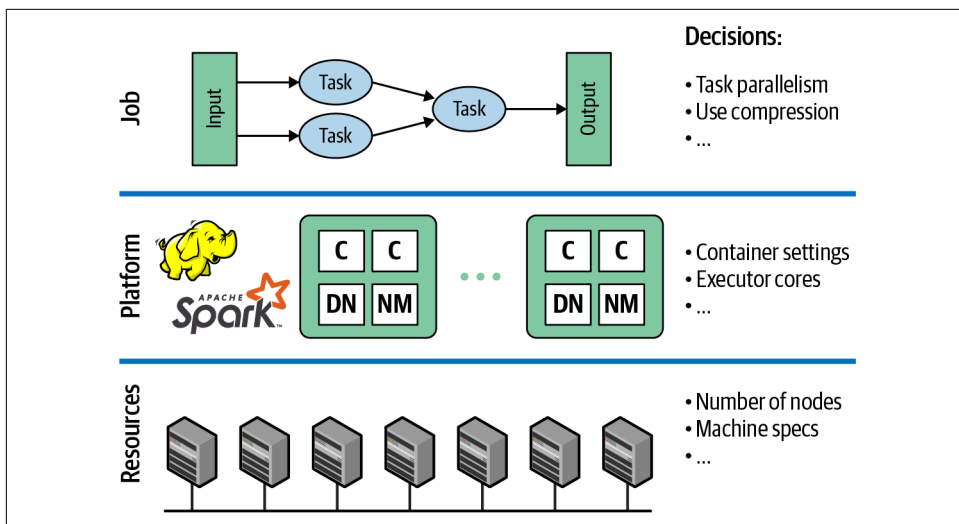 Job
Input
Task
Task
Task
Output
Decisions:
• Task parallelism
• Use compression
• ...
Platform
APACHE
Spark™
C C
DN NM
C C
DN NM
• Container settings
• Executor cores
• ...
Resources
• Number of nodes
• Machine specs
• ...